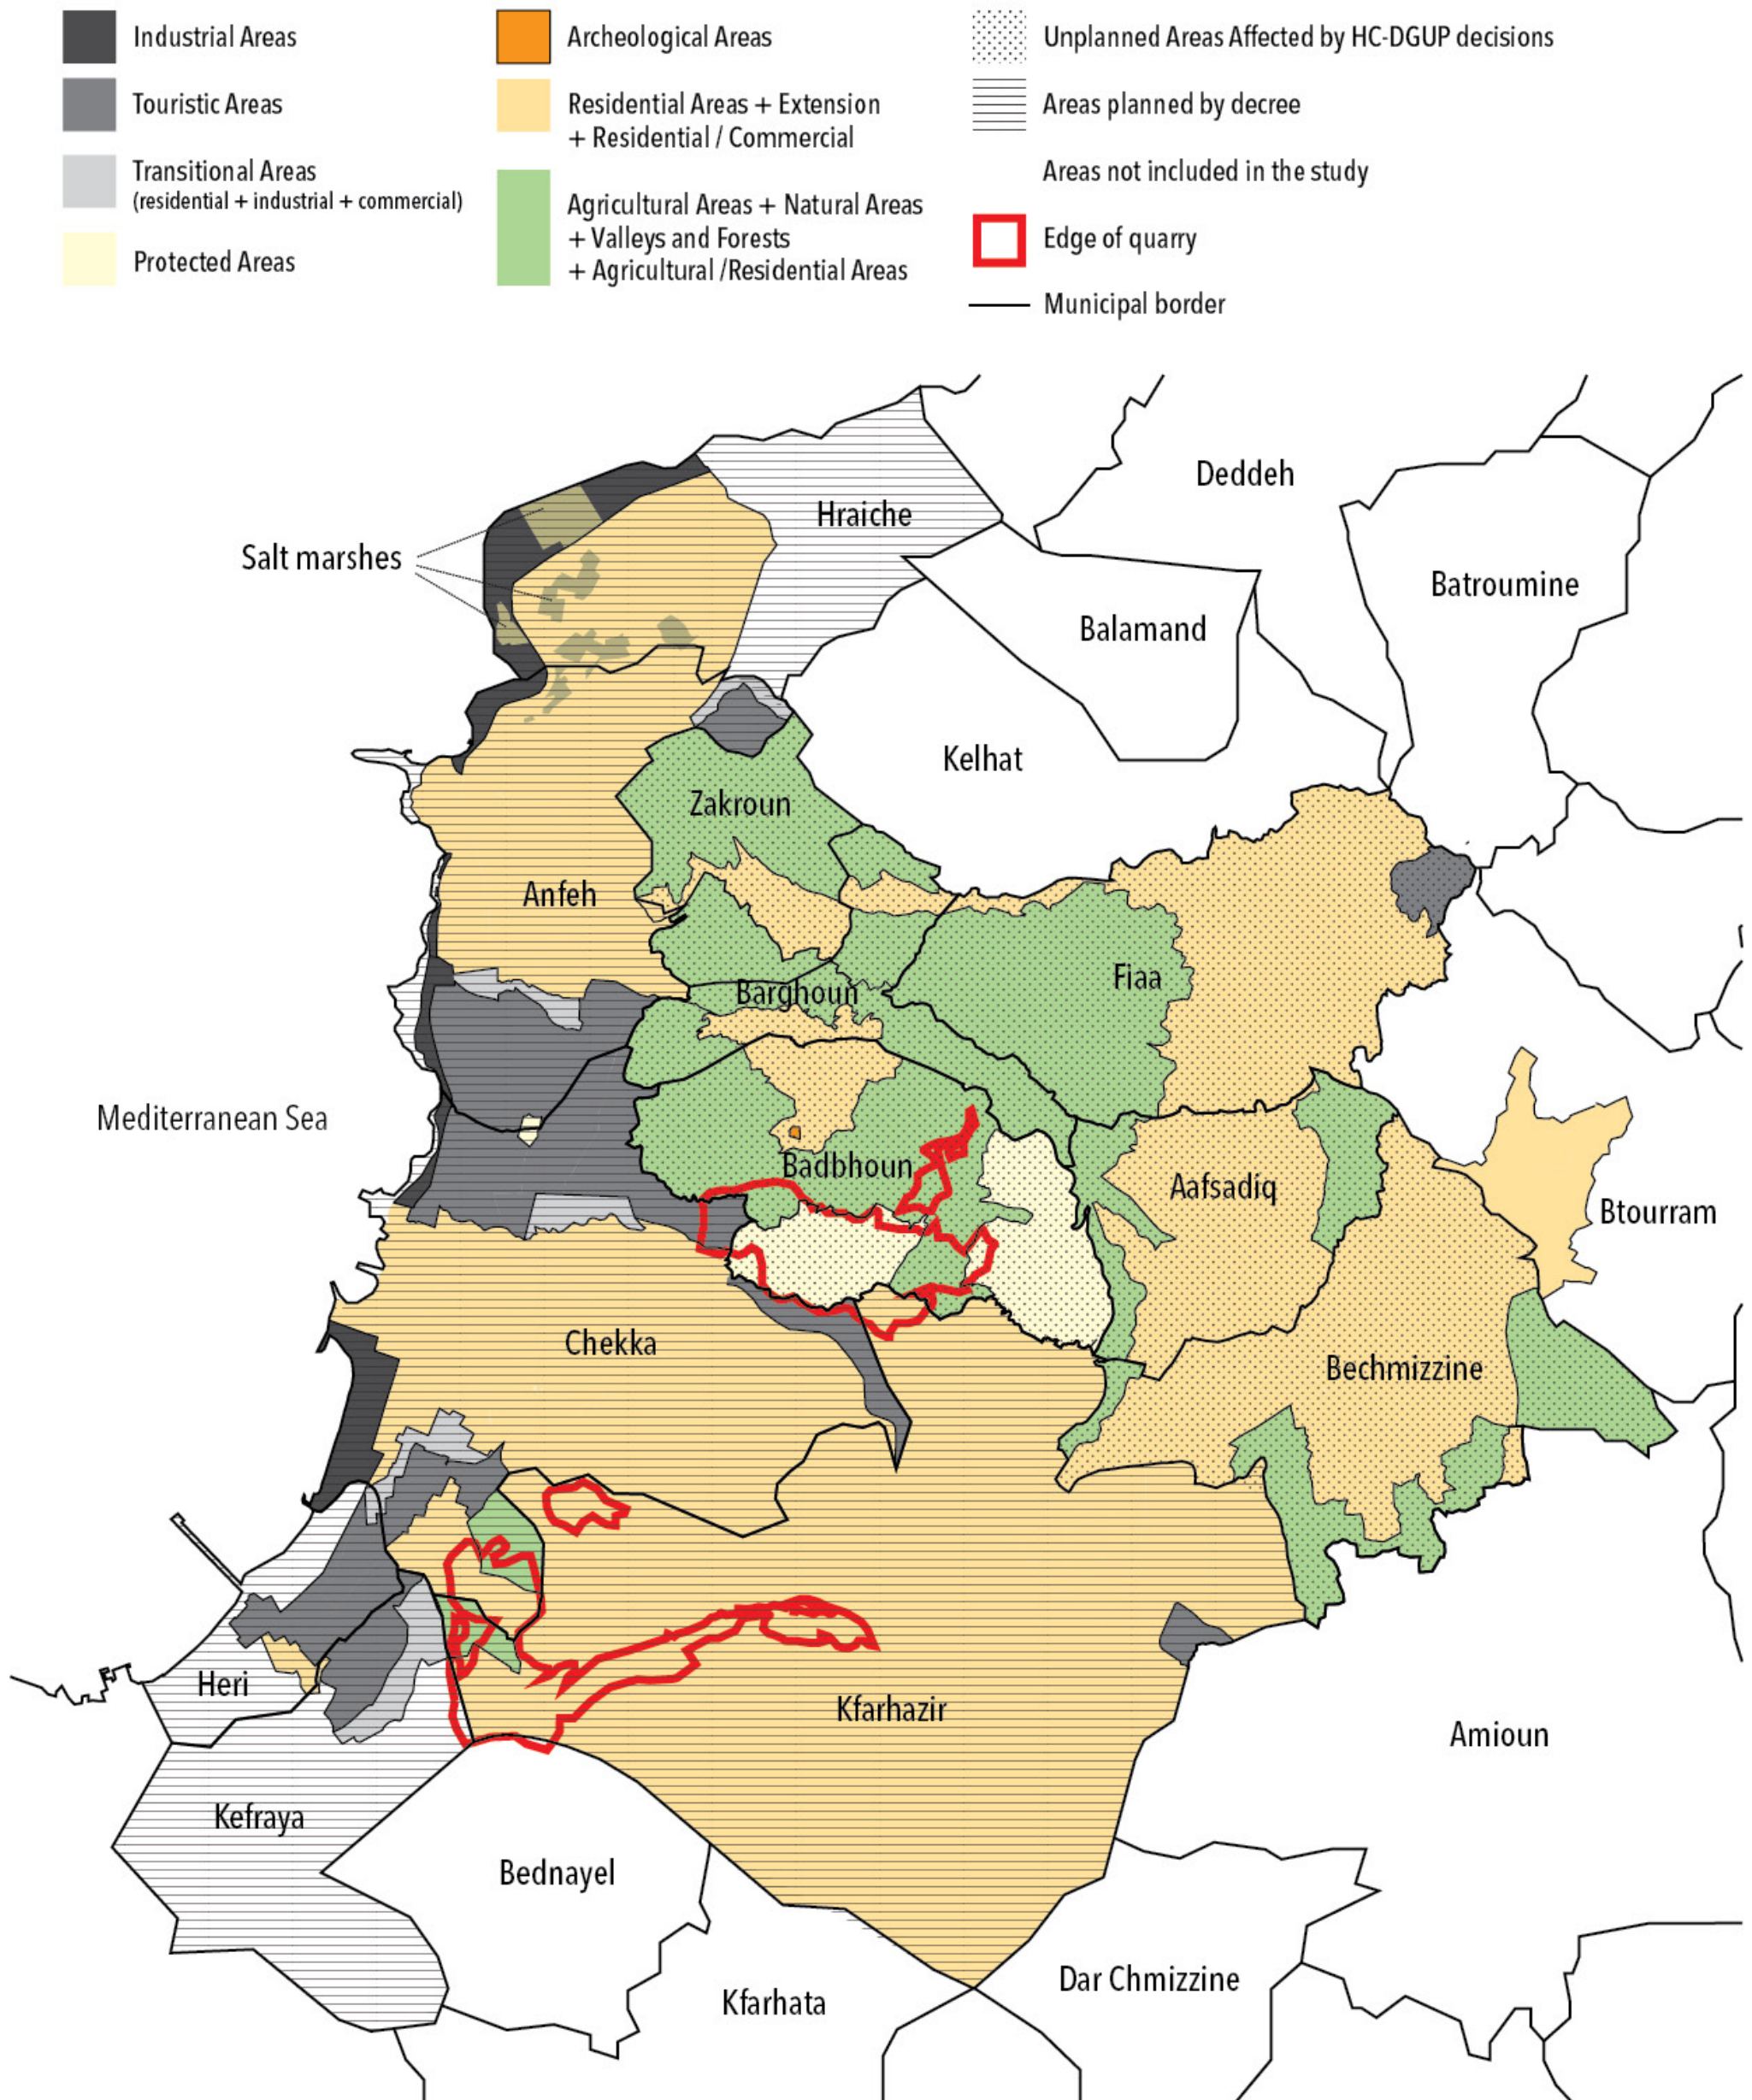 Industrial Areas
Touristic Areas
Transitional Areas
(residential + industrial + commercial)
Protected Areas
Archeological Areas
Residential Areas + Extension
+ Residential / Commercial
Agricultural Areas + Natural Areas
+ Valleys and Forests
+ Agricultural /Residential Areas
Unplanned Areas Affected by HC-DGUP decisions
Areas planned by decree
Areas not included in the study
Edge of quarry
Municipal border
Deddeh
Hraiche
Salt marshes
Batroumine
Balamand
Kelhat
Zakroun
Anfeh
Fiaa
Barghoun
Mediterranean Sea
Badbhoun
Aafsadiq
Btourram
Chekka
Bechmizzine
Heri
Kfarhazir
Amioun
Kefraya
Bednayel
Dar Chmizzine
Kfarhata